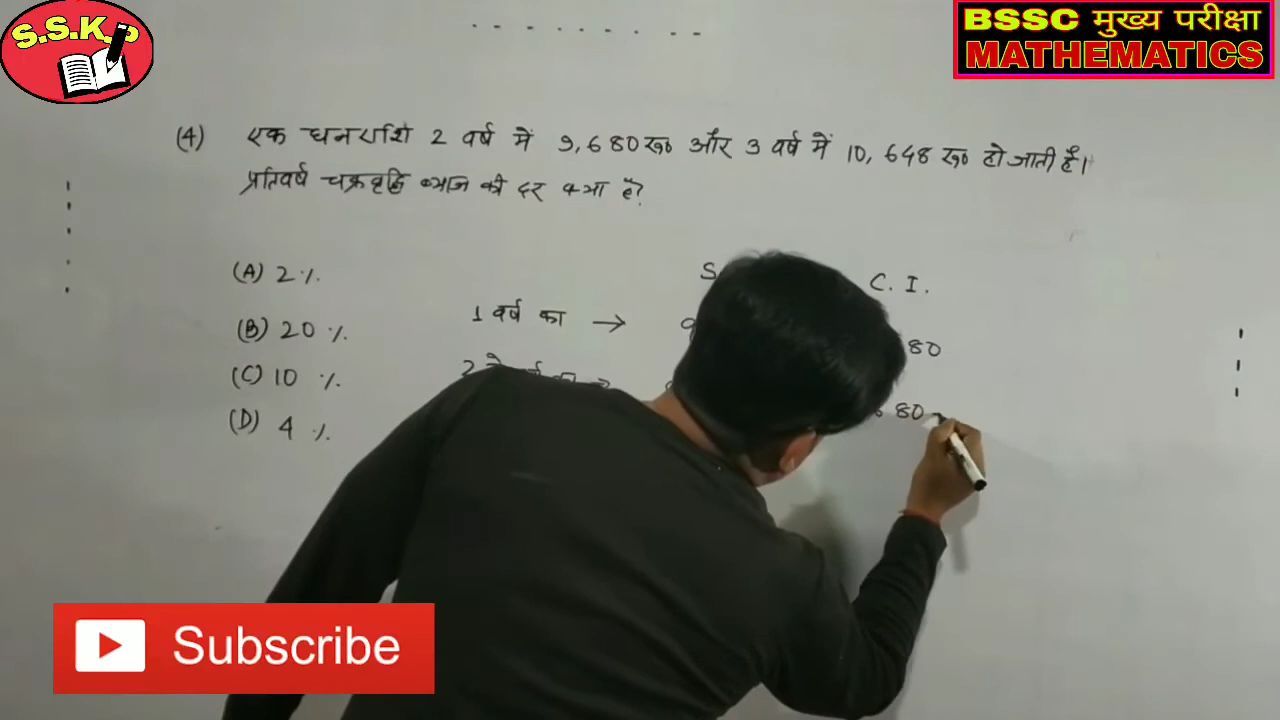 S.S.K.P
BSSC मुख्य परीक्षा
MATHEMATICS
(4) एक धनराशि 2 वर्ष में 9,680 रू० और 3 वर्ष में 10,648 रू० हो जाती है।
प्रतिवर्ष चक्रवृद्धि ब्याज की दर क्या है?
(A) 2 %
(B) 20 %
(C) 10 %
(D) 4 %
S
C. I.
1 वर्ष का →
80
80
Subscribe